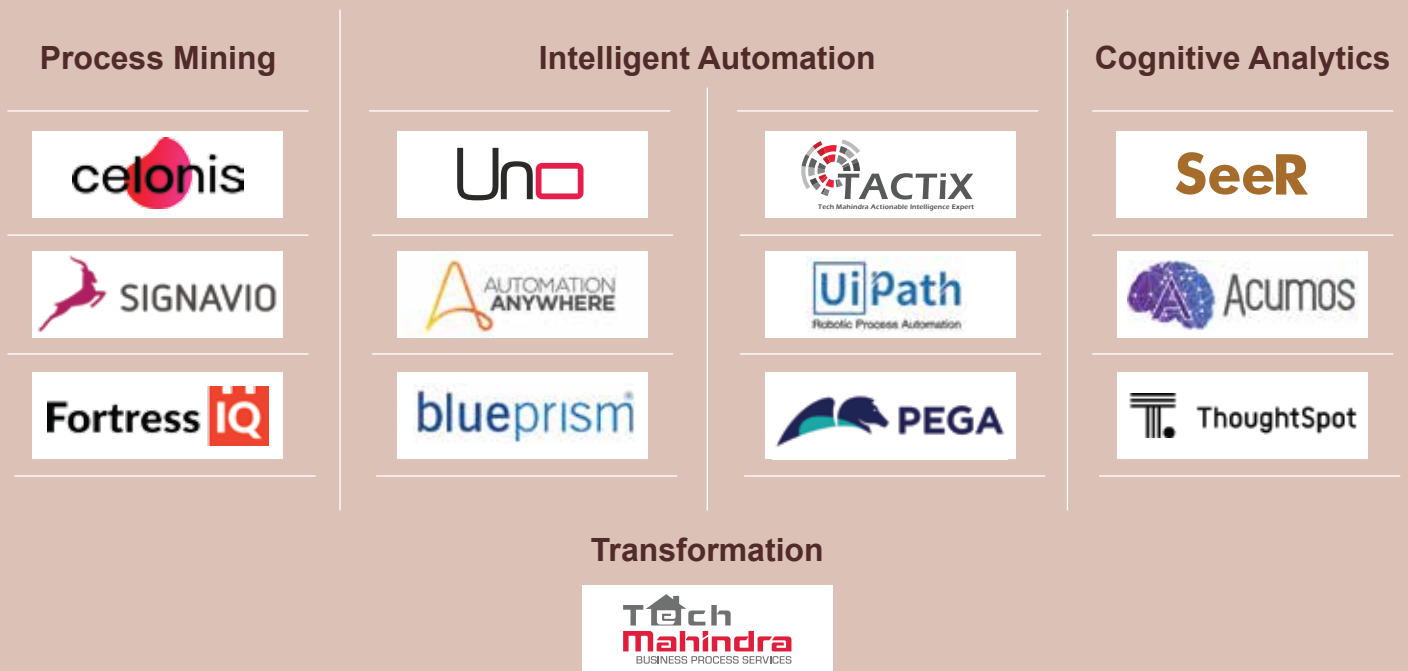 Process Mining
Intelligent Automation
Cognitive Analytics
celonis
Uno
TACTiX
Tech Mahindra Actionable Intelligence Expert
SeeR
SIGNAVIO
AUTOMATION
ANYWHERE
UiPath
Robotic Process Automation
Acumos
Fortress IQ
blueprism®
PEGA
ThoughtSpot
Transformation
Tech
Mahindra
BUSINESS PROCESS SERVICES